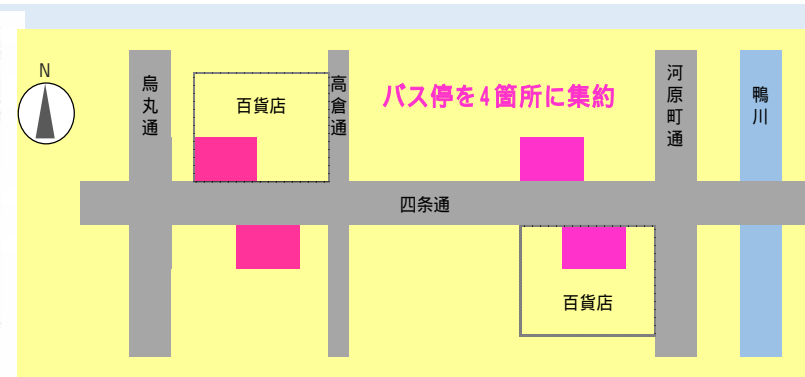 N
烏丸通
百貨店
高倉通
バス停を4箇所に集約
河原町通
鴨川
四条通
百貨店